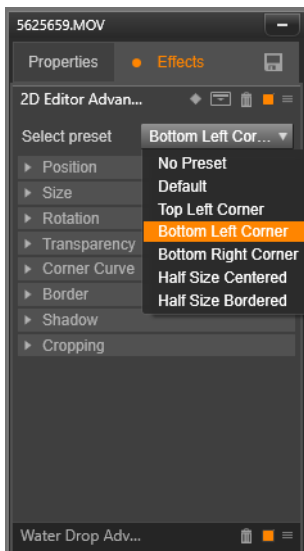 5625659.MOV
Properties
Effects
2D Editor Advan...
Select preset
Bottom Left Cor...
No Preset
Default
Top Left Corner
Bottom Left Corner
Bottom Right Corner
Half Size Centered
Half Size Bordered
Position
Size
Rotation
Transparency
Corner Curve
Border
Shadow
Cropping
Water Drop Adv...